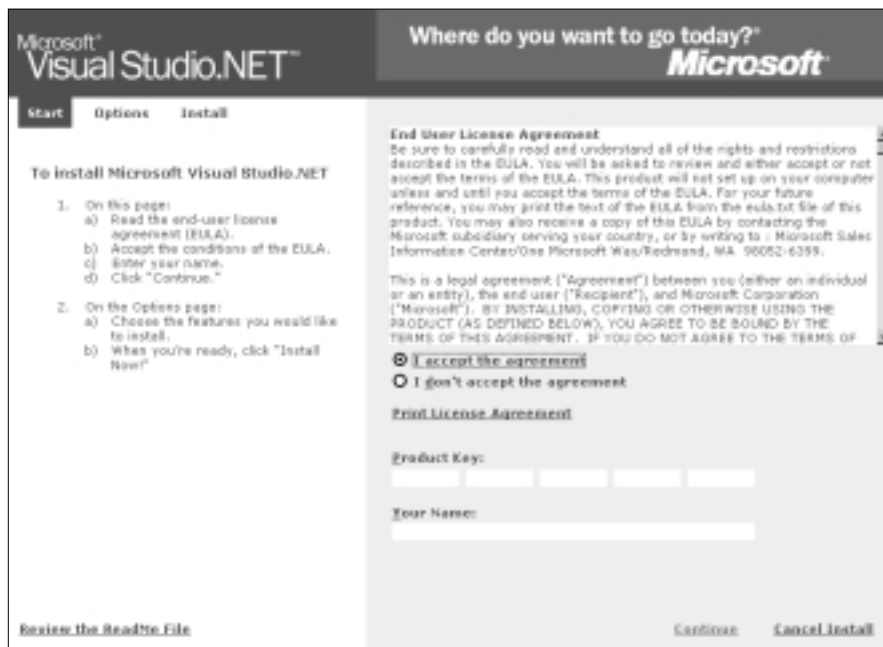 Microsoft®
Visual Studio.NET™
Where do you want to go today?®
Microsoft®
Start Options Install
To install Microsoft Visual Studio.NET
1. On this page:
a) Read the end-user license
agreement (EULA).
b) Accept the conditions of the EULA.
c) Enter your name.
d) Click "Continue."
2. On the Options page:
a) Choose the features you would like
to install.
b) When you're ready, click "Install
Now!"
Review the ReadMe File
End User License Agreement
Be sure to carefully read and understand all of the rights and restrictions
described in the EULA. You will be asked to review and either accept or not
accept the terms of the EULA. This product will not set up on your computer
unless and until you accept the terms of the EULA. For your future
reference, you may print the text of the EULA from the eula.txt file of this
product. You may also receive a copy of this EULA by contacting the
Microsoft subsidiary serving your country, or by writing to : Microsoft Sales
Information Center/One Microsoft Way/Redmond, WA 98052-6399.
This is a legal agreement ("Agreement") between you (either an individual
or an entity), the end user ("Recipient"), and Microsoft Corporation
("Microsoft"). BY INSTALLING, COPYING OR OTHERWISE USING THE
PRODUCT (AS DEFINED BELOW), YOU AGREE TO BE BOUND BY THE
TERMS OF THIS AGREEMENT. IF YOU DO NOT AGREE TO THE TERMS OF
I accept the agreement
I don't accept the agreement
Print License Agreement
Product Key:
Your Name:
Continue Cancel Install